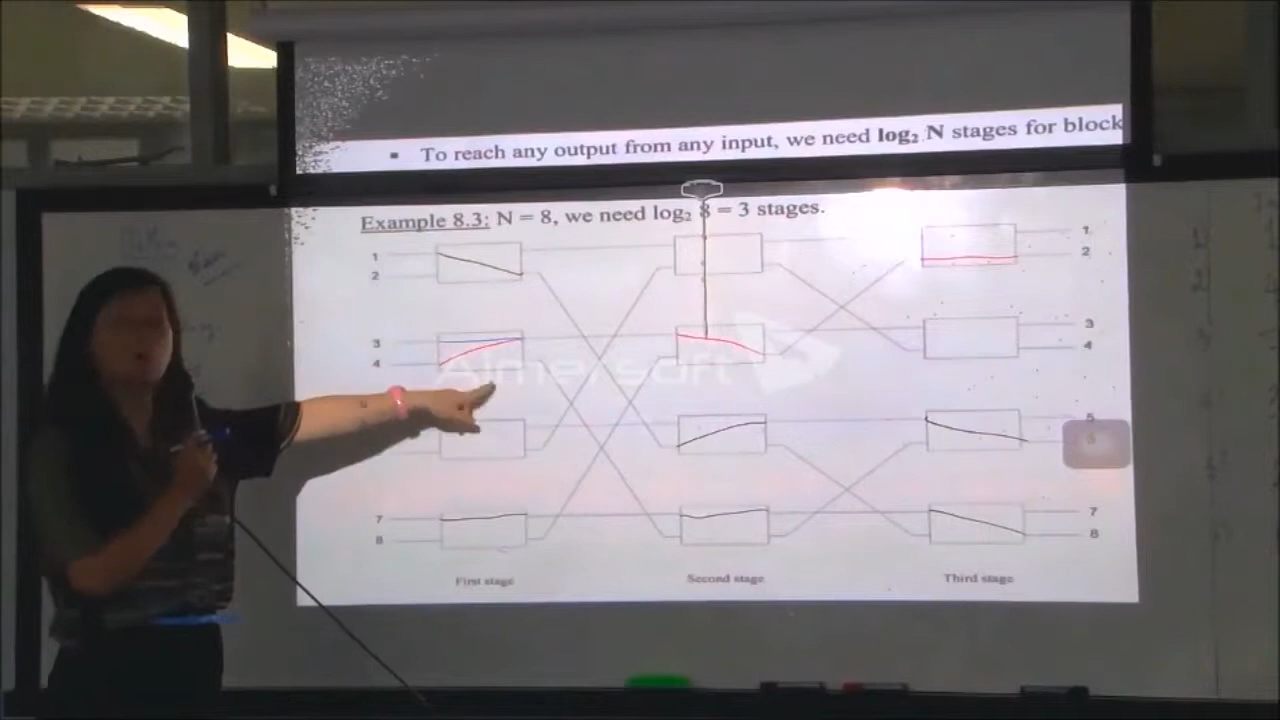 ▪ To reach any output from any input, we need log₂ N stages for block
Example 8.3: N = 8, we need log₂ 8 = 3 stages.
1 1
2 2
3 3
4 4
5
7 7
8 8
Aimersoft
First stage Second stage Third stage